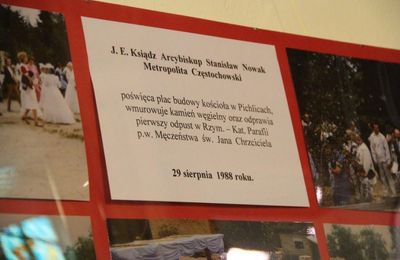 J. E. Ksiądz Arcybiskup Stanisław Nowak
Metropolita Częstochowski
poświęca plac budowy kościoła w Pichlicach,
wmurowuje kamień węgielny oraz odprawia
pierwszy odpust w Rzym. – Kat. Parafii
p.w. Męczeństwa św. Jana Chrzciciela
29 sierpnia 1988 roku.